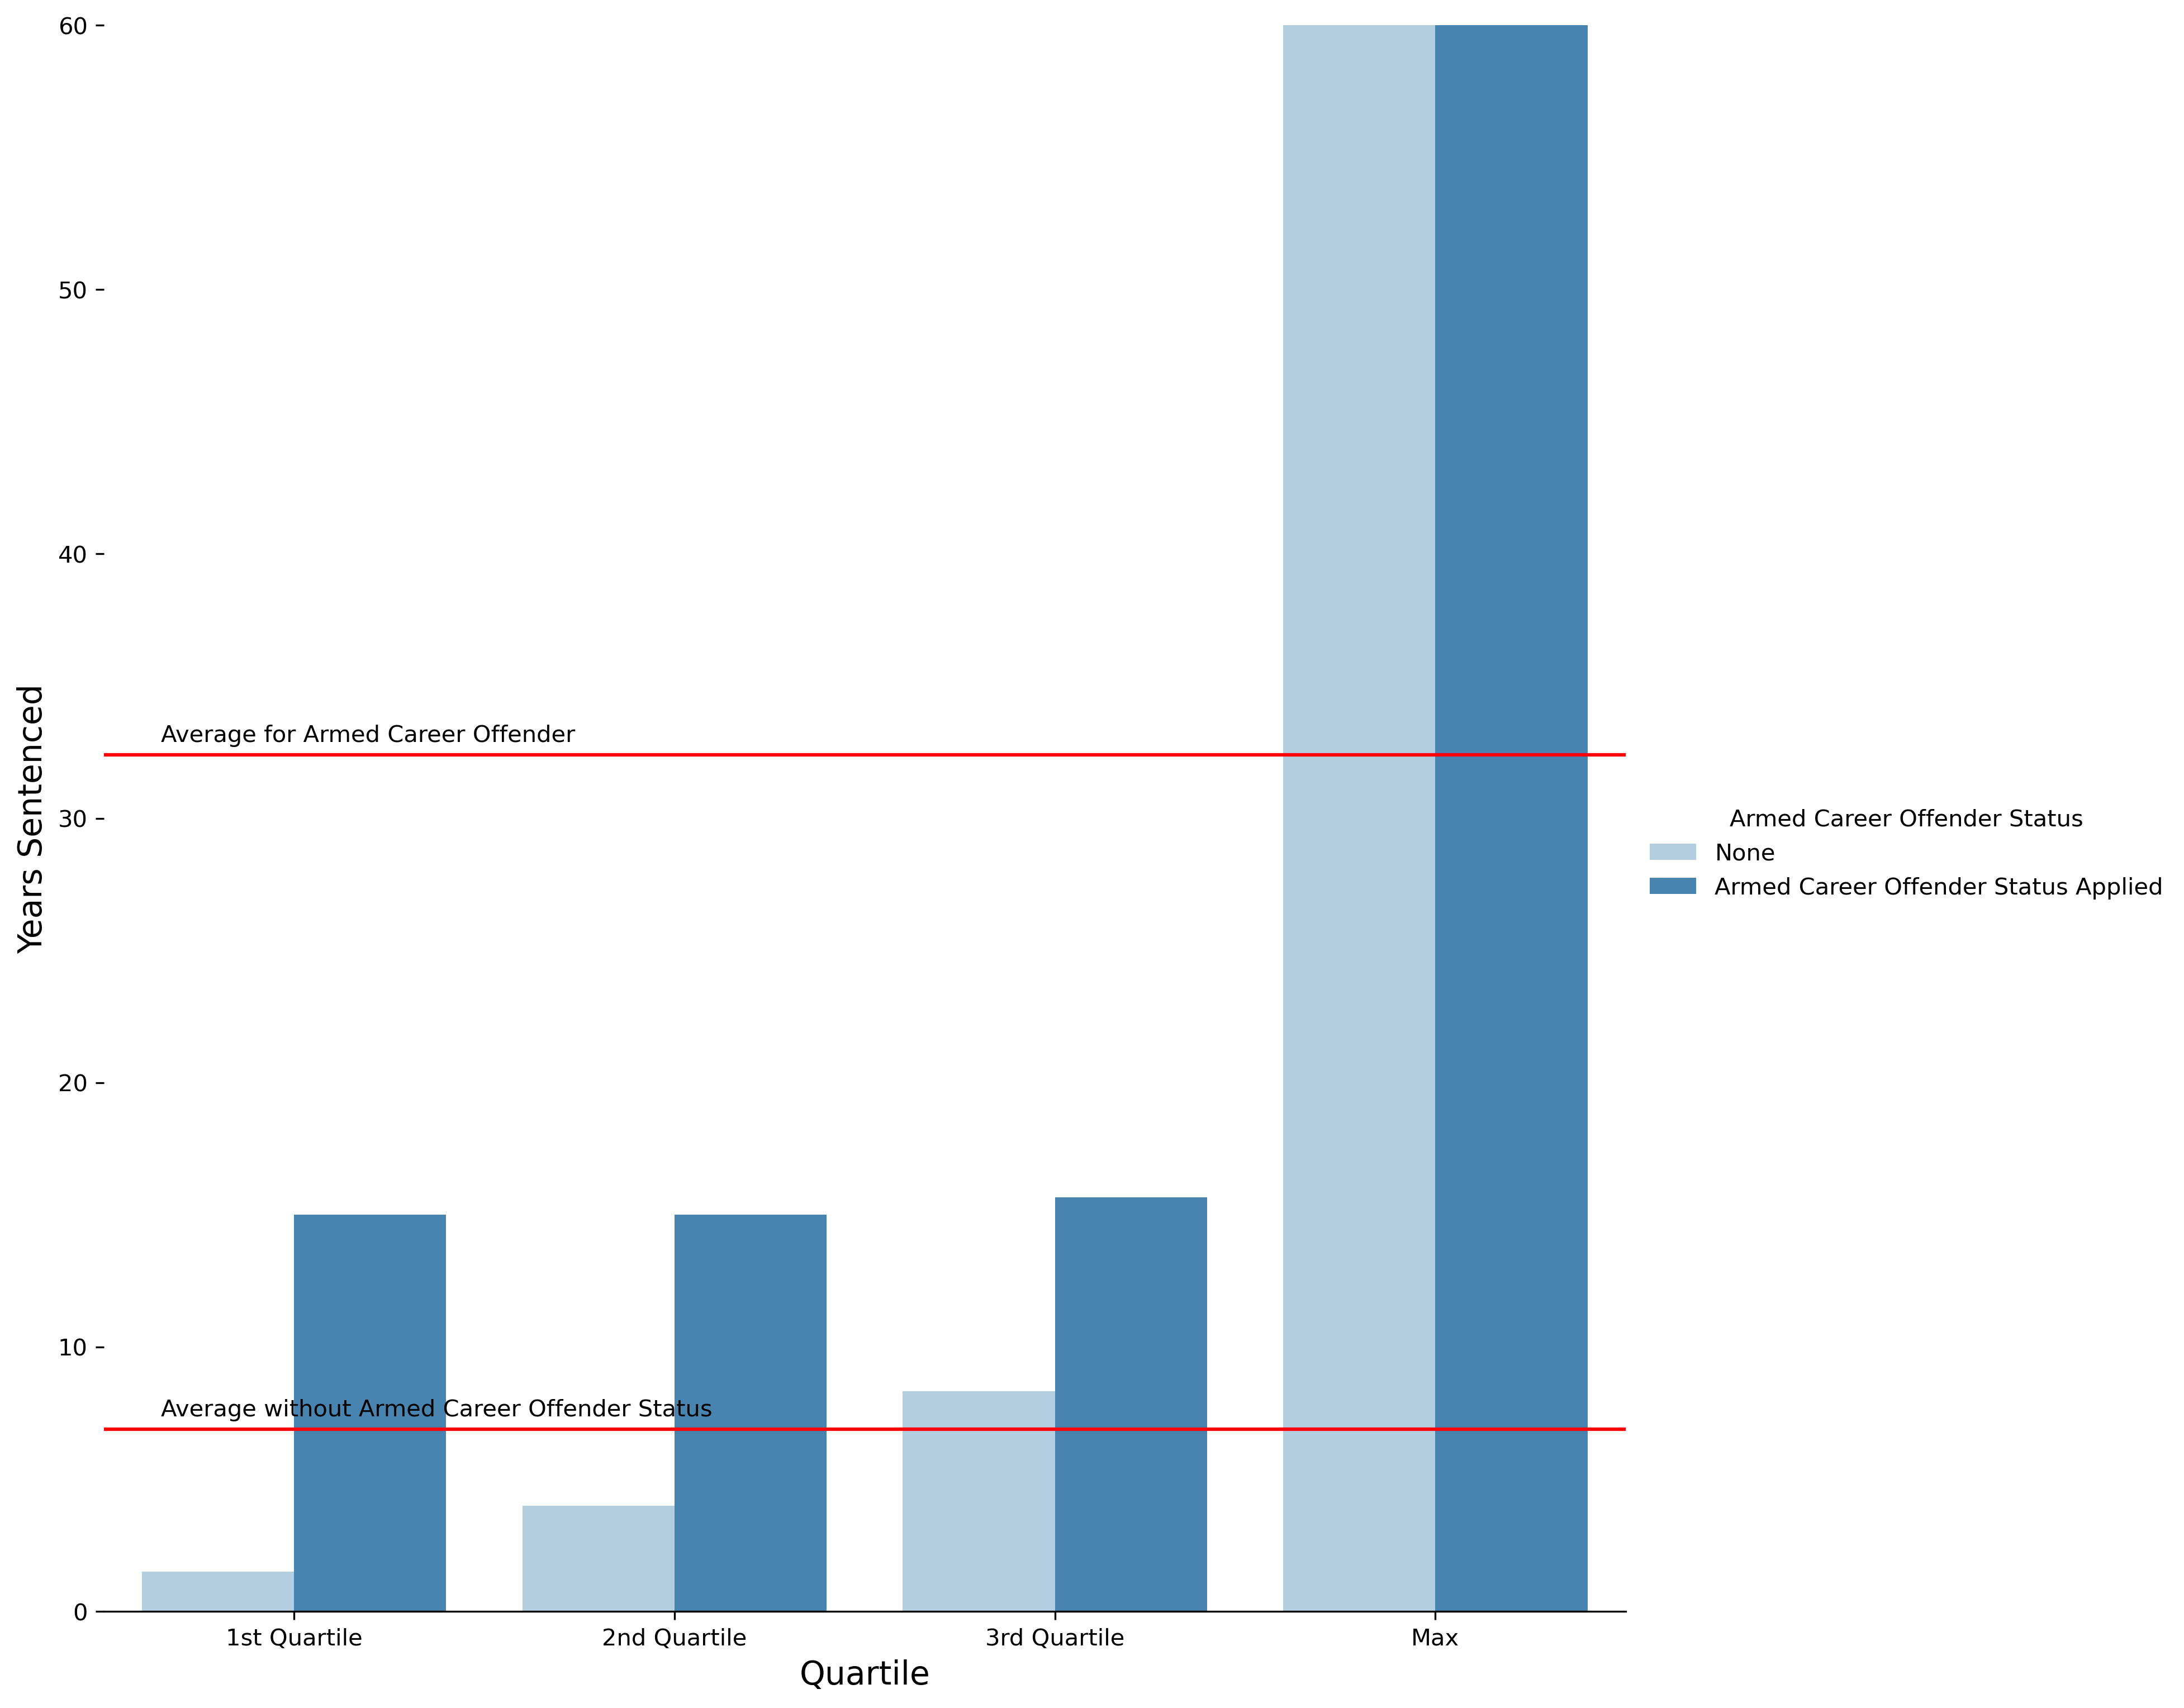 60
50
40
30
20
10
0
Years Sentenced
Average for Armed Career Offender
Average without Armed Career Offender Status
1st Quartile
2nd Quartile
3rd Quartile
Max
Quartile
Armed Career Offender Status
None
Armed Career Offender Status Applied